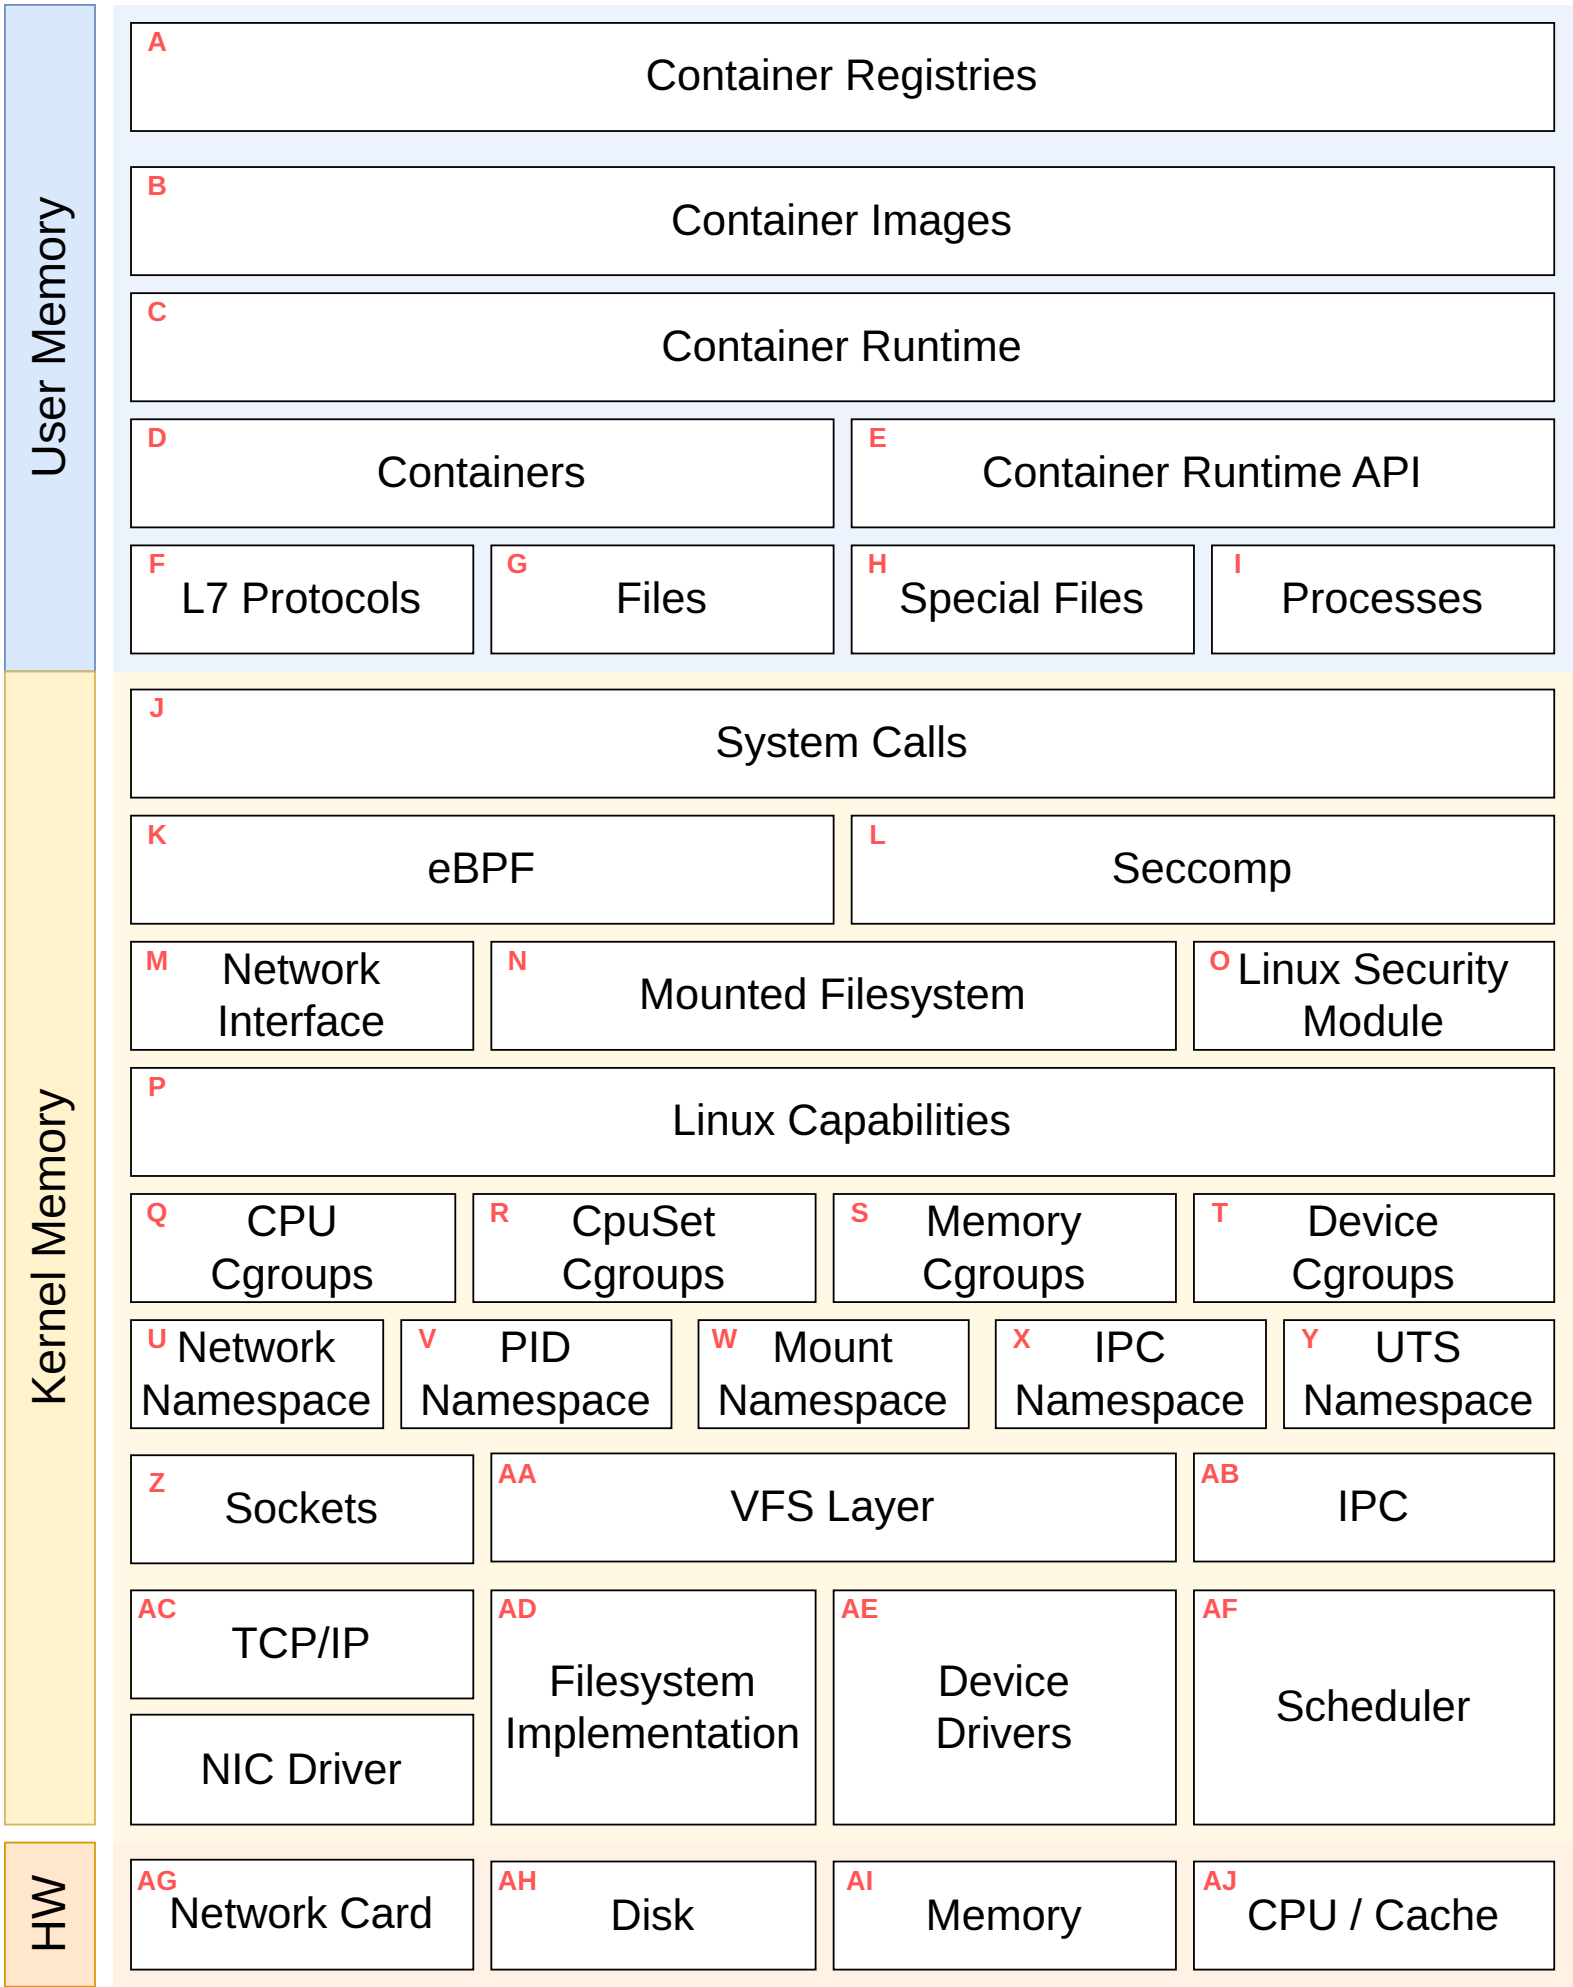 User Memory
A
Container Registries
B
Container Images
C
Container Runtime
D
Containers
E
Container Runtime API
F
L7 Protocols
G
Files
H
Special Files
I
Processes
Kernel Memory
J
System Calls
K
eBPF
L
Seccomp
M
Network
Interface
N
Mounted Filesystem
O
Linux Security
Module
P
Linux Capabilities
Q
CPU
Cgroups
R
CpuSet
Cgroups
S
Memory
Cgroups
T
Device
Cgroups
U
Network
Namespace
V
PID
Namespace
W
Mount
Namespace
X
IPC
Namespace
Y
UTS
Namespace
Z
Sockets
AA
VFS Layer
AB
IPC
AC
TCP/IP
NIC Driver
AD
Filesystem
Implementation
AE
Device
Drivers
AF
Scheduler
HW
AG
Network Card
AH
Disk
AI
Memory
AJ
CPU / Cache